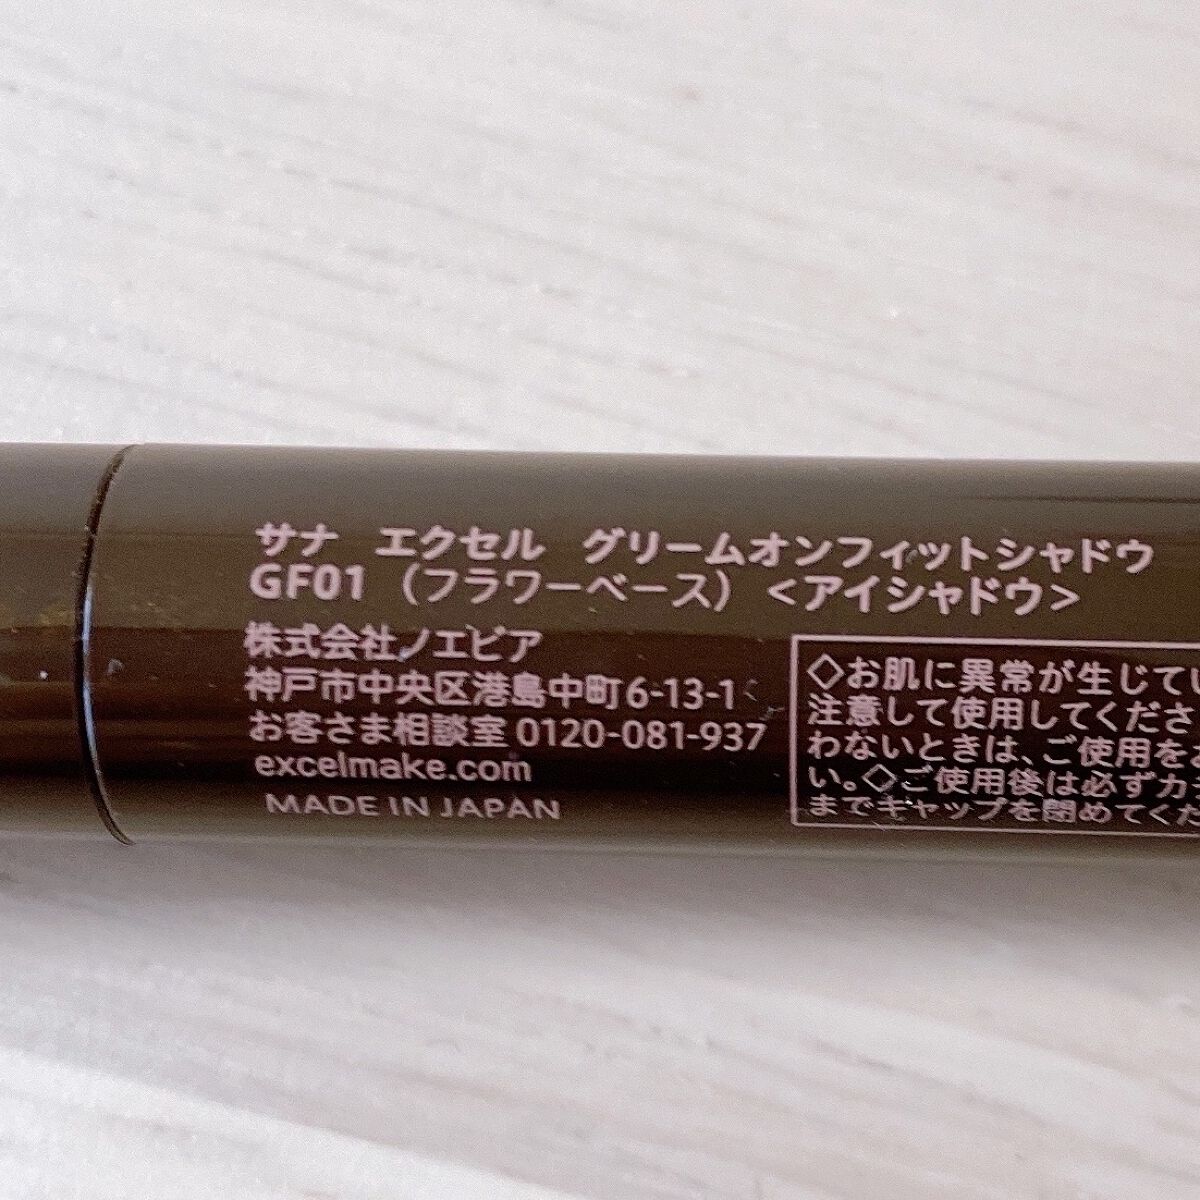 サナ エクセル グリームオンフィットシャドウ
GF01 (フラワーベース) <アイシャドウ>
株式会社ノエビア
神戸市中央区港島中町6-13-1
お客さま相談室 0120-081-937
excelmake.com
MADE IN JAPAN
◇お肌に異常が生じてい
注意して使用してくださ
わないときは、ご使用をお
い。◇ご使用後は必ずカ
までキャップを閉めてくだ